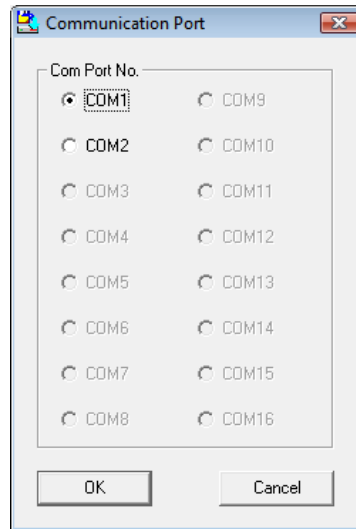 Communication Port
Com Port No.
COM1 COM9
COM2 COM10
COM3 COM11
COM4 COM12
COM5 COM13
COM6 COM14
COM7 COM15
COM8 COM16
OK Cancel